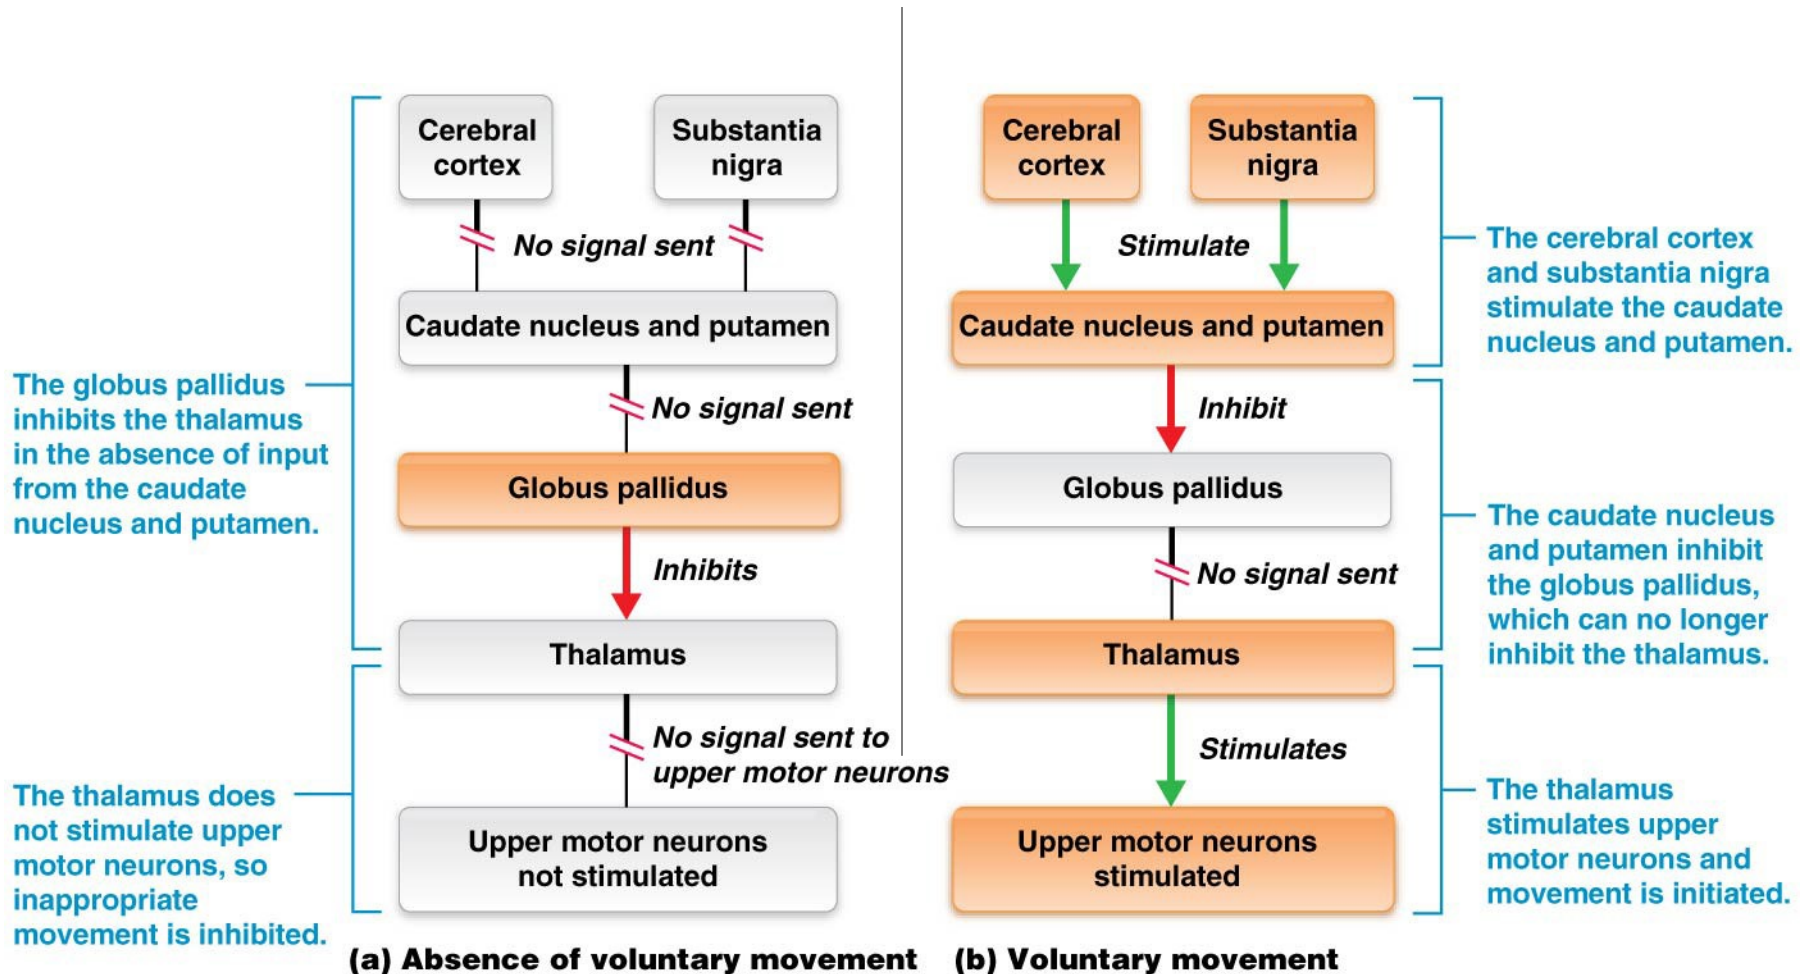 Cerebral
cortex
Substantia
nigra
No signal sent
Caudate nucleus and putamen
No signal sent
Globus pallidus
Inhibits
Thalamus
No signal sent to
upper motor neurons
Upper motor neurons
not stimulated
The globus pallidus
inhibits the thalamus
in the absence of input
from the caudate
nucleus and putamen.
The thalamus does
not stimulate upper
motor neurons, so
inappropriate
movement is inhibited.
(a) Absence of voluntary movement
Cerebral
cortex
Substantia
nigra
Stimulate
Caudate nucleus and putamen
Inhibit
Globus pallidus
No signal sent
Thalamus
Stimulates
Upper motor neurons
stimulated
The cerebral cortex
and substantia nigra
stimulate the caudate
nucleus and putamen.
The caudate nucleus
and putamen inhibit
the globus pallidus,
which can no longer
inhibit the thalamus.
The thalamus
stimulates upper
motor neurons and
movement is initiated.
(b) Voluntary movement